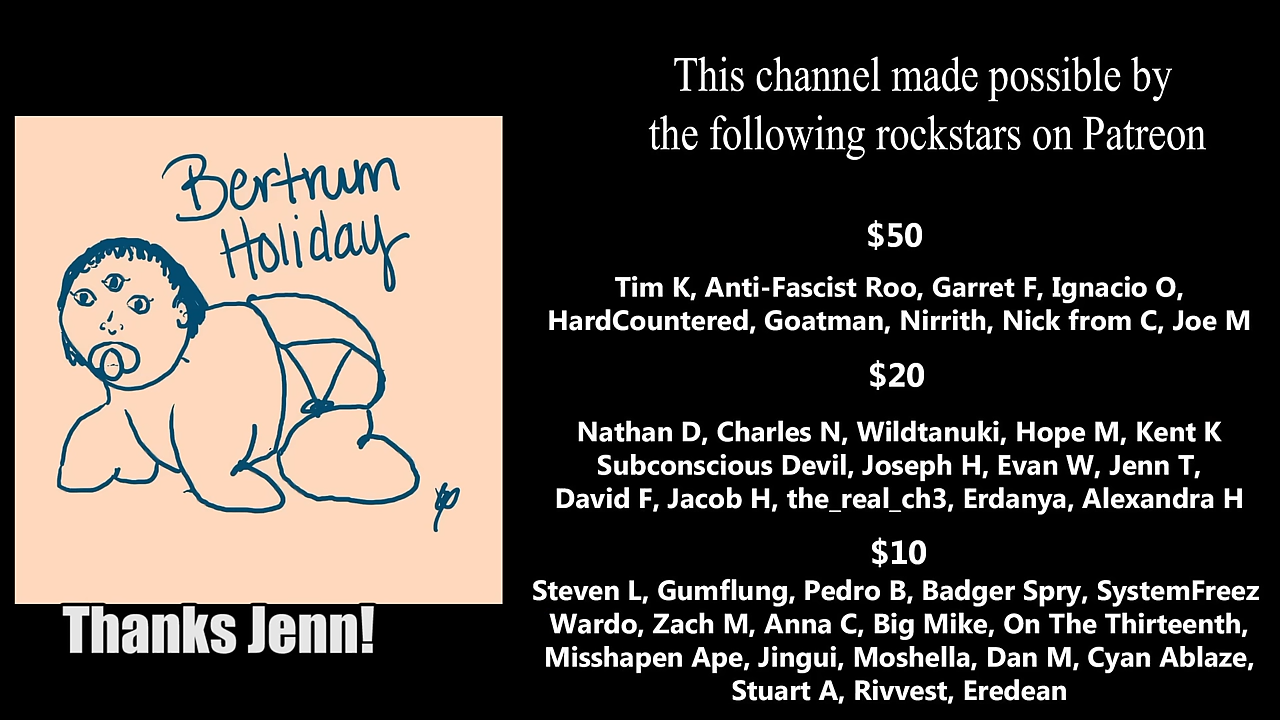 Bertrum
Holiday
Thanks Jenn!
This channel made possible by
the following rockstars on Patreon
$50
Tim K, Anti-Fascist Roo, Garret F, Ignacio O,
HardCountered, Goatman, Nirrith, Nick from C, Joe M
$20
Nathan D, Charles N, Wildtanuki, Hope M, Kent K
Subconscious Devil, Joseph H, Evan W, Jenn T,
David F, Jacob H, the_real_ch3, Erdanya, Alexandra H
$10
Steven L, Gumflung, Pedro B, Badger Spry, SystemFreez
Wardo, Zach M, Anna C, Big Mike, On The Thirteenth,
Misshapen Ape, Jingui, Moshella, Dan M, Cyan Ablaze,
Stuart A, Rivvest, Eredean